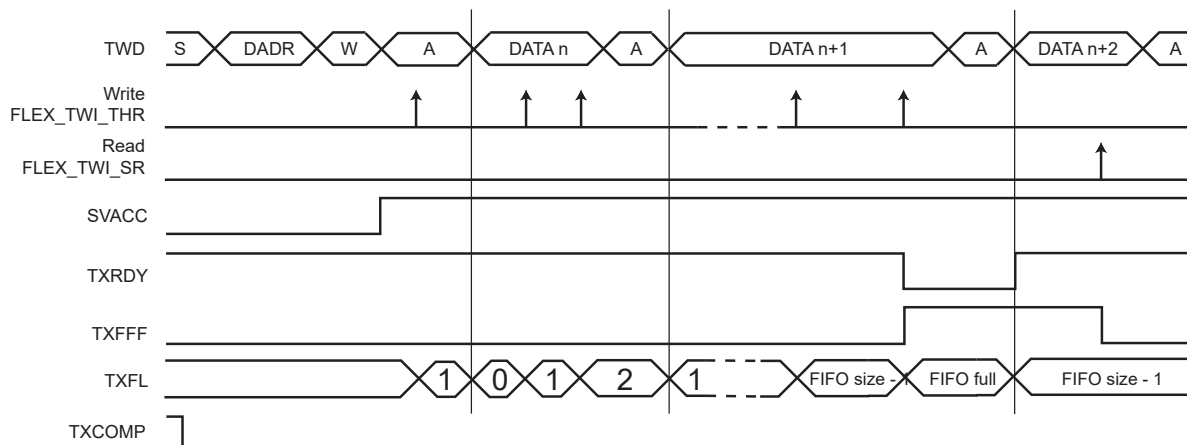 TWD S DADR W A DATA n A DATA n+1 A DATA n+2 A
Write
FLEX_TWI_THR
Read
FLEX_TWI_SR
SVACC
TXRDY
TXFFF
TXFL 1 0 1 2 1 FIFO size - 1 FIFO full FIFO size - 1
TXCOMP